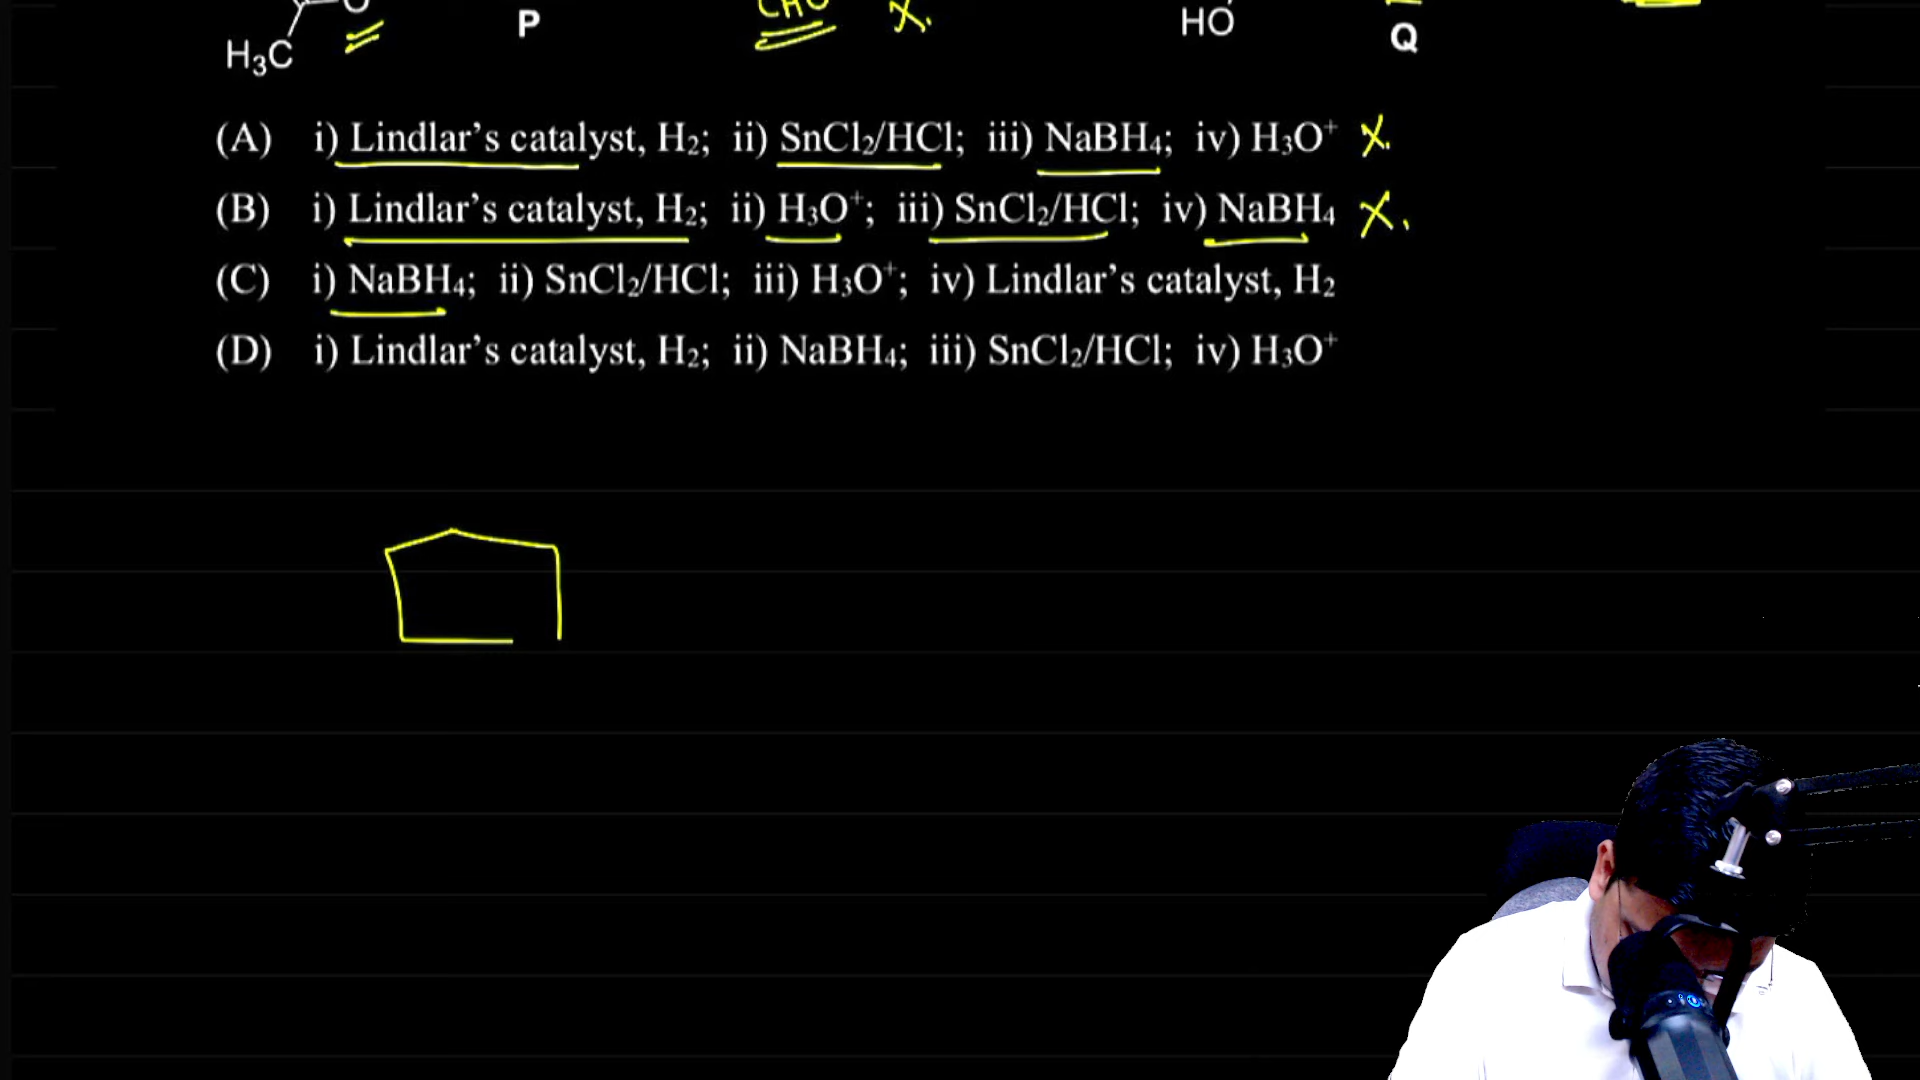 O P CHO X. HO Q
H₃C
(A) i) Lindlar's catalyst, H₂; ii) SnCl₂/HCl; iii) NaBH₄; iv) H₃O⁺ X.
(B) i) Lindlar's catalyst, H₂; ii) H₃O⁺; iii) SnCl₂/HCl; iv) NaBH₄ X.
(C) i) NaBH₄; ii) SnCl₂/HCl; iii) H₃O⁺; iv) Lindlar's catalyst, H₂
(D) i) Lindlar's catalyst, H₂; ii) NaBH₄; iii) SnCl₂/HCl; iv) H₃O⁺